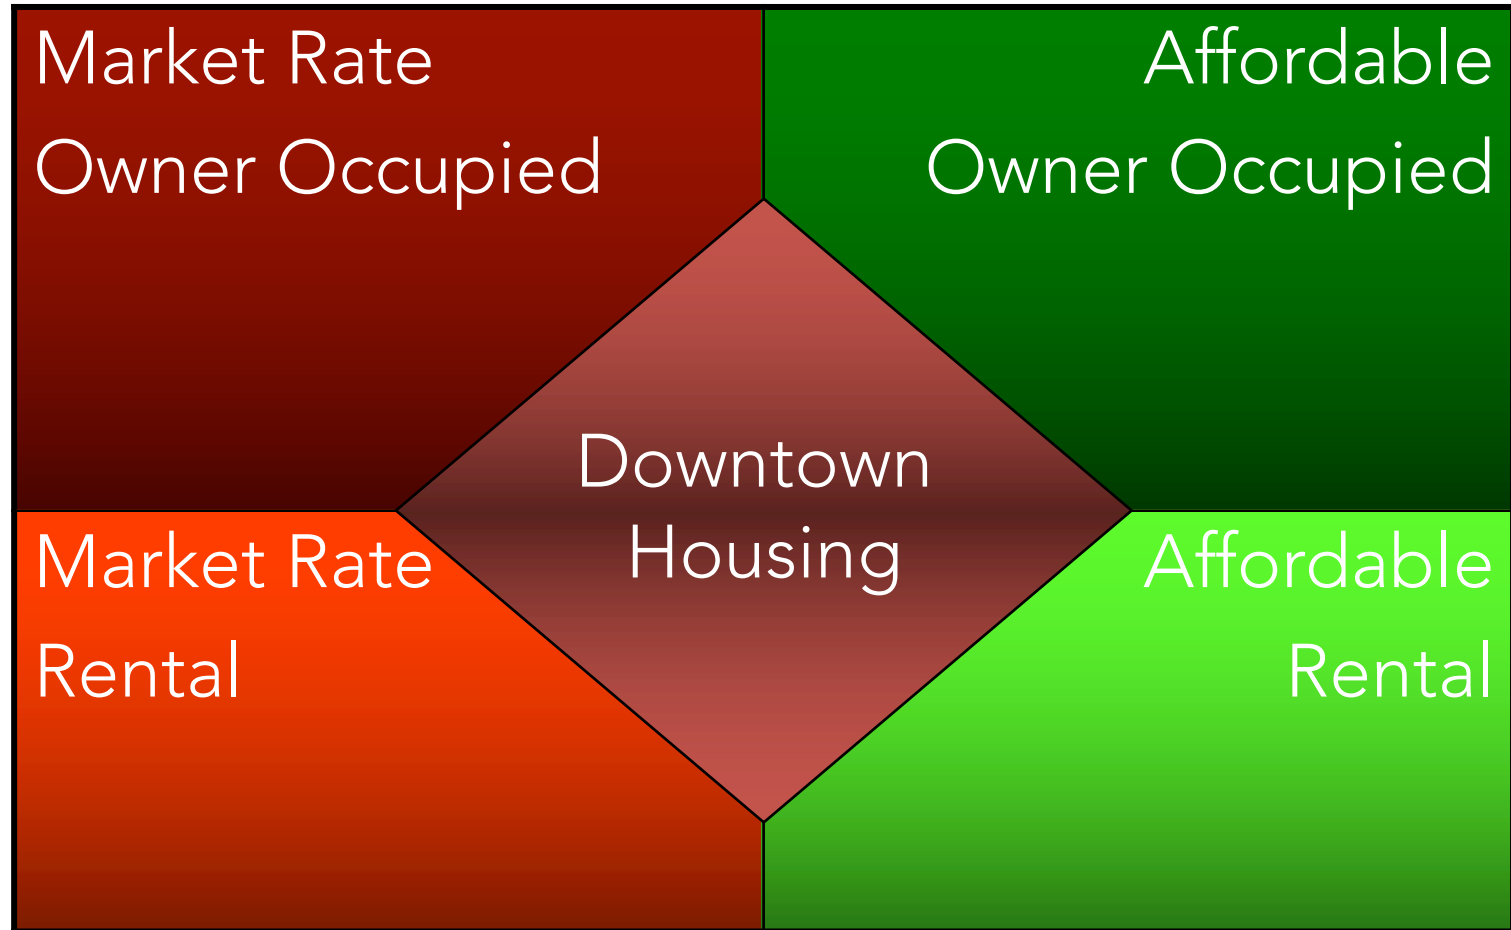 Market Rate
Owner Occupied
Affordable
Owner Occupied
Downtown
Housing
Market Rate
Rental
Affordable
Rental